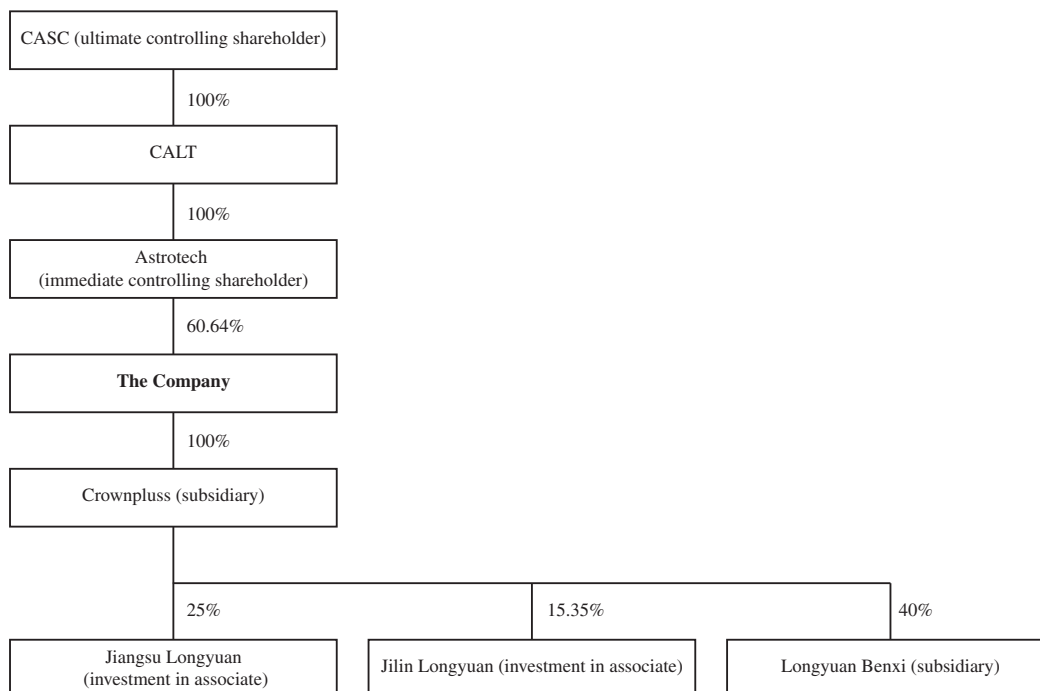 CASC (ultimate controlling shareholder)
100%
CALT
100%
Astrotech
(immediate controlling shareholder)
60.64%
The Company
100%
Crownpluss (subsidiary)
25%
15.35%
40%
Jiangsu Longyuan
(investment in associate)
Jilin Longyuan (investment in associate)
Longyuan Benxi (subsidiary)